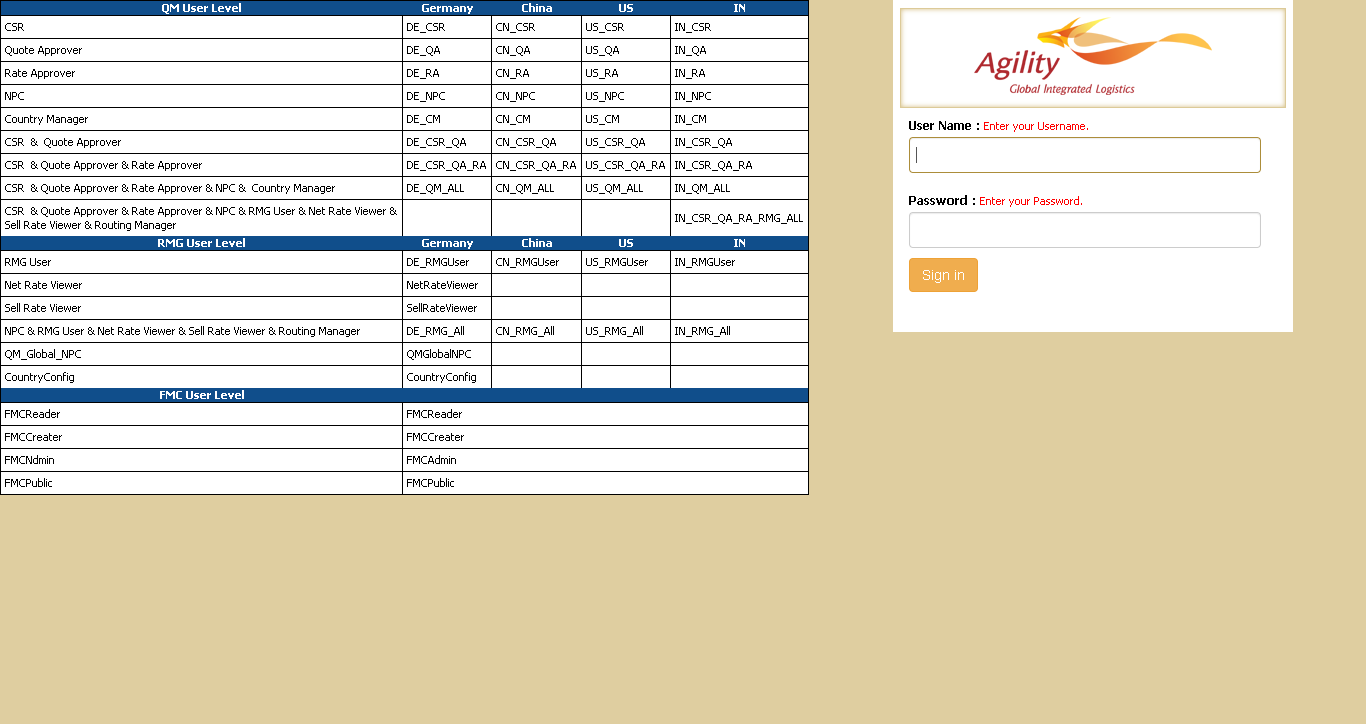 QM User Level Germany China US IN
CSR DE_CSR CN_CSR US_CSR IN_CSR
Quote Approver DE_QA CN_QA US_QA IN_QA
Rate Approver DE_RA CN_RA US_RA IN_RA
NPC DE_NPC CN_NPC US_NPC IN_NPC
Country Manager DE_CM CN_CM US_CM IN_CM
CSR & Quote Approver DE_CSR_QA CN_CSR_QA US_CSR_QA IN_CSR_QA
CSR & Quote Approver & Rate Approver DE_CSR_QA_RA CN_CSR_QA_RA US_CSR_QA_RA IN_CSR_QA_RA
CSR & Quote Approver & Rate Approver & NPC & Country Manager DE_QM_ALL CN_QM_ALL US_QM_ALL IN_QM_ALL
CSR & Quote Approver & Rate Approver & NPC & RMG User & Net Rate Viewer &
Sell Rate Viewer & Routing Manager IN_CSR_QA_RA_RMG_ALL
RMG User Level Germany China US IN
RMG User DE_RMGUser CN_RMGUser US_RMGUser IN_RMGUser
Net Rate Viewer NetRateViewer
Sell Rate Viewer SellRateViewer
NPC & RMG User & Net Rate Viewer & Sell Rate Viewer & Routing Manager DE_RMG_All CN_RMG_All US_RMG_All IN_RMG_All
QM_Global_NPC QMGlobalNPC
CountryConfig CountryConfig
FMC User Level
FMCReader FMCReader
FMCCreater FMCCreater
FMCNdmin FMCAdmin
FMCPublic FMCPublic
Agility
Global Integrated Logistics
User Name : Enter your Username.
Password : Enter your Password.
Sign in